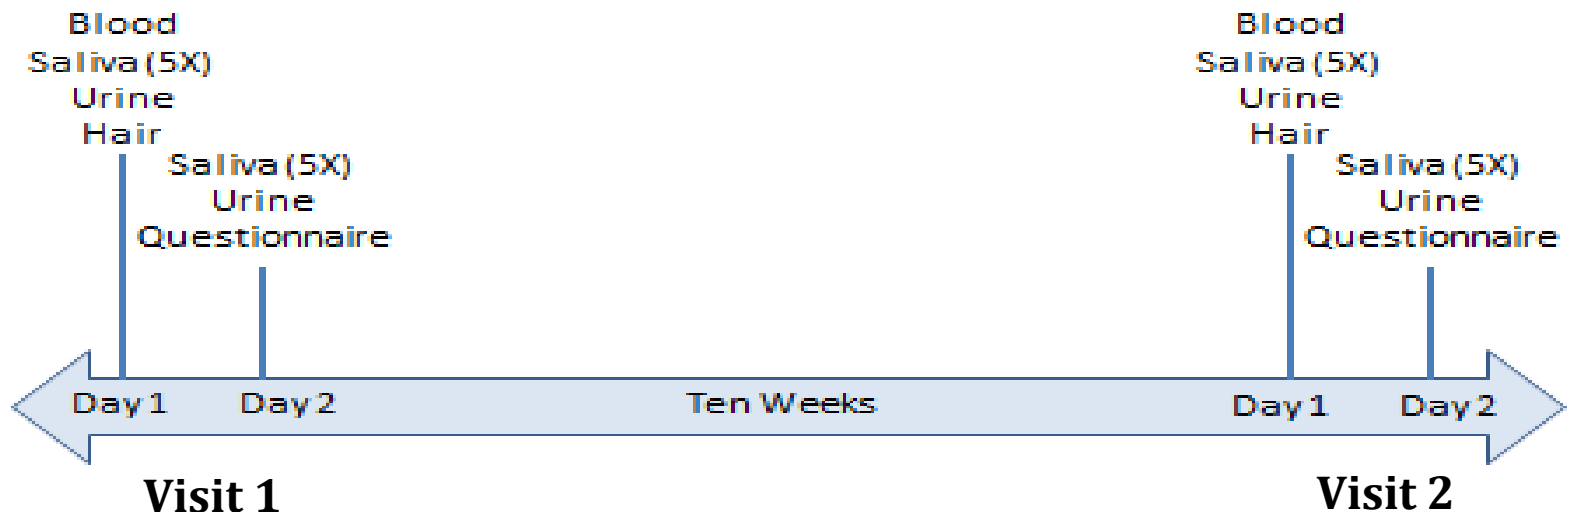 Blood
Saliva (5X)
Urine
Hair
Saliva (5X)
Urine
Questionnaire
Blood
Saliva (5X)
Urine
Hair
Saliva (5X)
Urine
Questionnaire
Day 1
Day 2
Ten Weeks
Day 1
Day 2
Visit 1
Visit 2